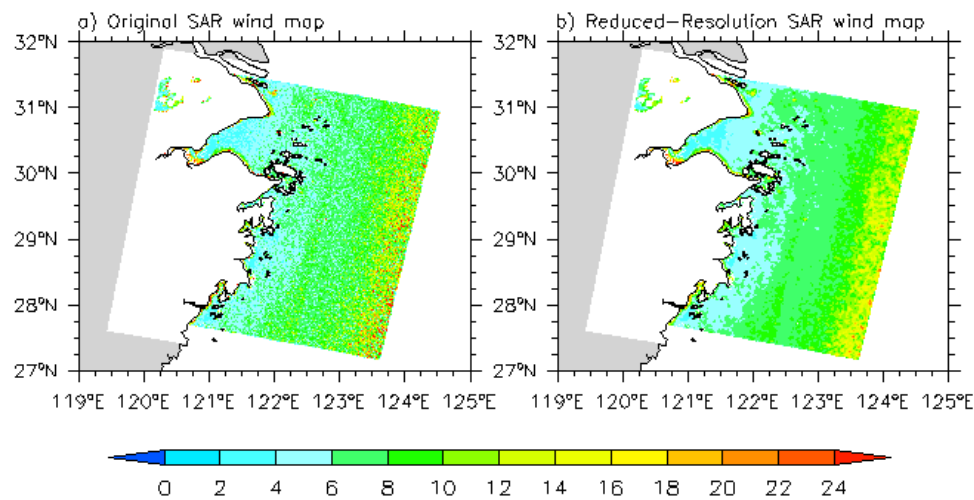 a) Original SAR wind map
b) Reduced-Resolution SAR wind map
32°N
31°N
30°N
29°N
28°N
27°N
119°E 120°E 121°E 122°E 123°E 124°E 125°E
32°N
31°N
30°N
29°N
28°N
27°N
119°E 120°E 121°E 122°E 123°E 124°E 125°E
0 2 4 6 8 10 12 14 16 18 20 22 24